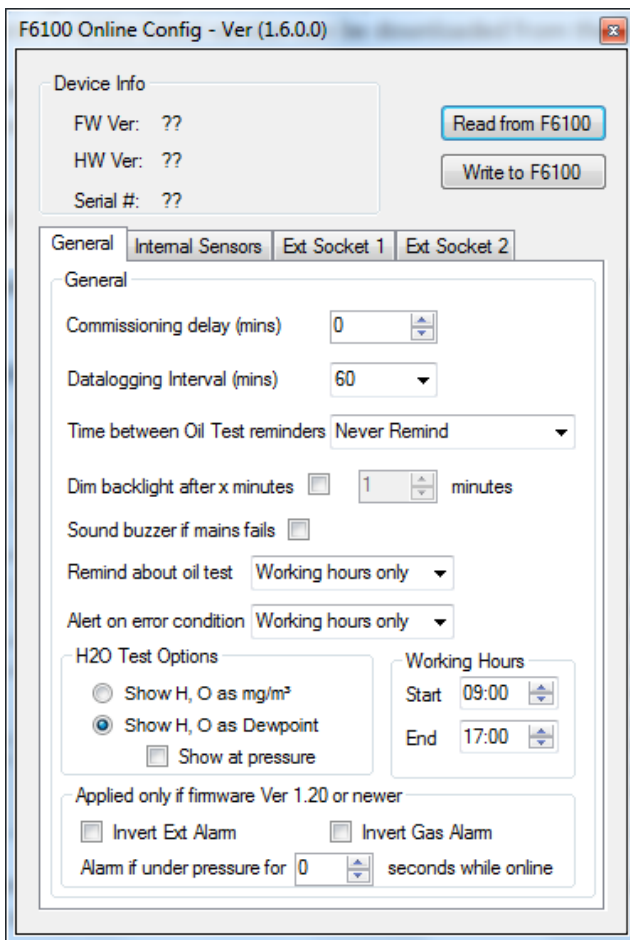 F6100 Online Config - Ver (1.6.0.0)
Device Info
FW Ver: ??
HW Ver: ??
Serial #: ??
Read from F6100
Write to F6100
General Internal Sensors Ext Socket 1 Ext Socket 2
General
Commissioning delay (mins) 0
Datalogging Interval (mins) 60
Time between Oil Test reminders Never Remind
Dim backlight after x minutes 1 minutes
Sound buzzer if mains fails
Remind about oil test Working hours only
Alert on error condition Working hours only
H2O Test Options
Show H, O as mg/m³
Show H, O as Dewpoint
Show at pressure
Working Hours
Start 09:00
End 17:00
Applied only if firmware Ver 1.20 or newer
Invert Ext Alarm Invert Gas Alarm
Alarm if under pressure for 0 seconds while online